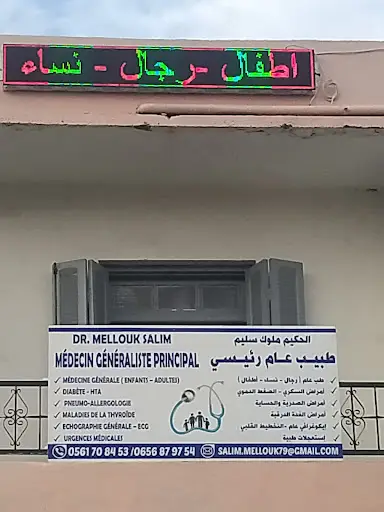 اطفال - رجال - نساء
DR. MELLOUK SALIM
MÉDECIN GÉNÉRALISTE PRINCIPAL
✓ MÉDECINE GÉNÉRALE ( ENFANTS – ADULTES)
✓ DIABÈTE - HTA
✓ PNEUMO-ALLERGOLOGIE
✓ MALADIES DE LA THYROÏDE
✓ ECHOGRAPHIE GÉNÉRALE – ECG
✓ URGENCES MÉDICALES
الحكيم ملوك سليم
طبيب عام رئيسي
✓ طب عام ( رجال - نساء - أطفال )
✓ أمراض السكري - الضغط الدموي
✓ أمراض الصدرية والحساسية
✓ أمراض الغدة الدرقية
✓ إيكوغرافي عام -التخطيط القلبي
✓ إستعجلات طبية
0561 70 84 53 /0656 87 97 54
SALIM.MELLOUK79@GMAIL.COM